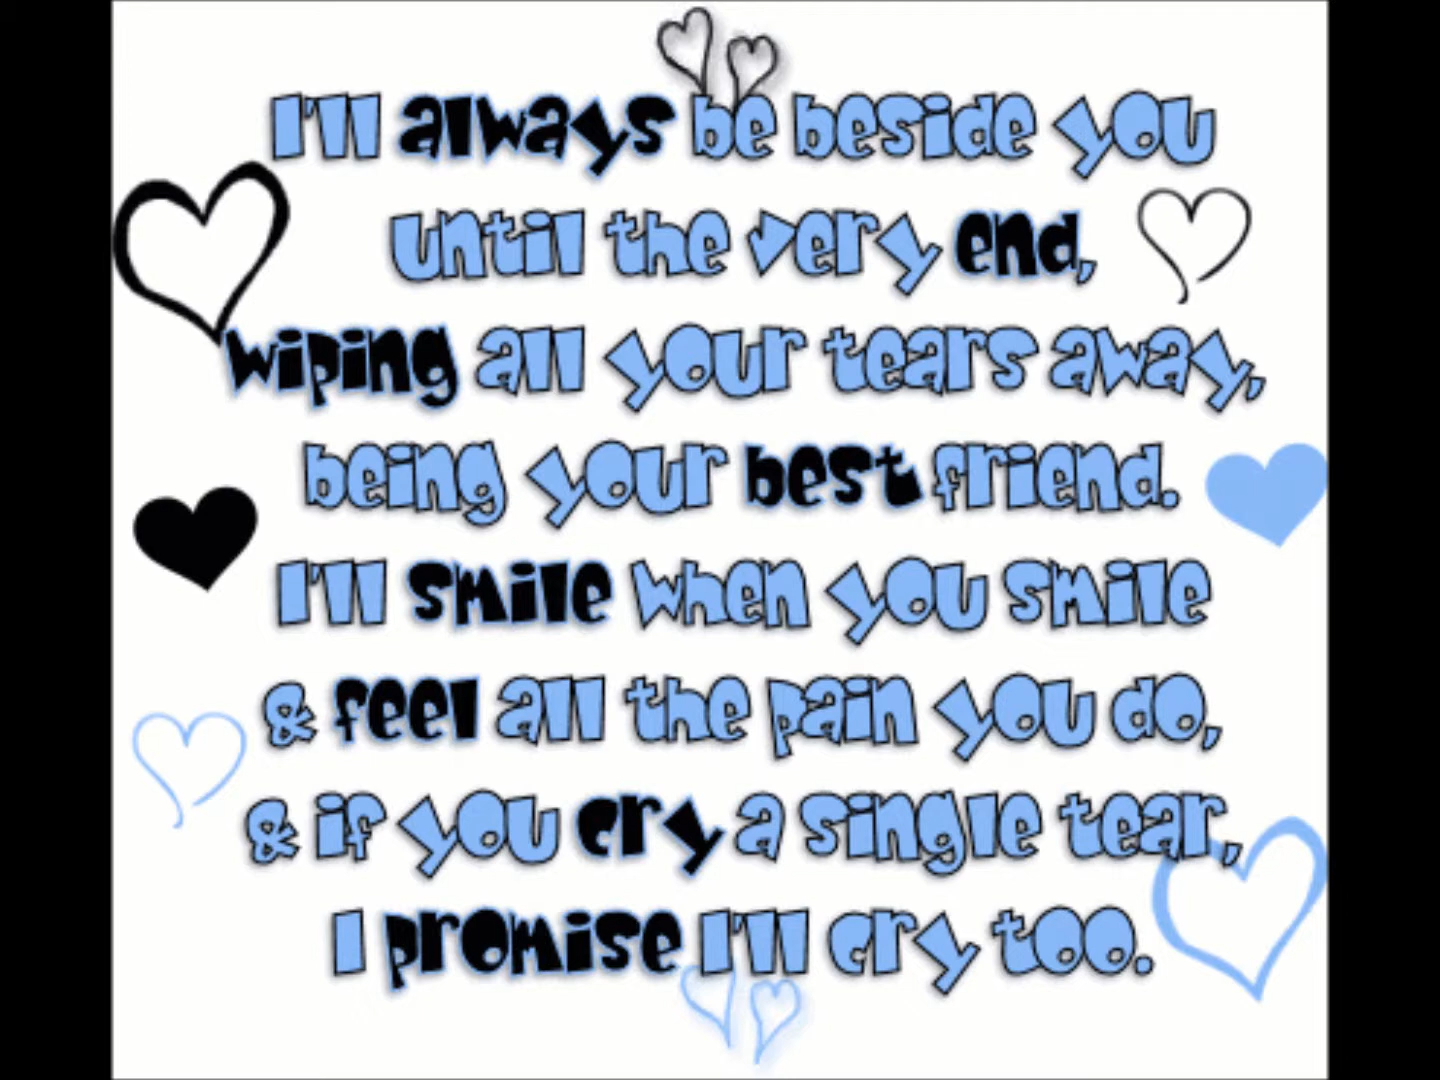 I'll always be beside you
until the very end,
wiping all your tears away,
being your best friend.
I'll smile when you smile
& feel all the pain you do,
& if you cry a single tear,
I promise I'll cry too.